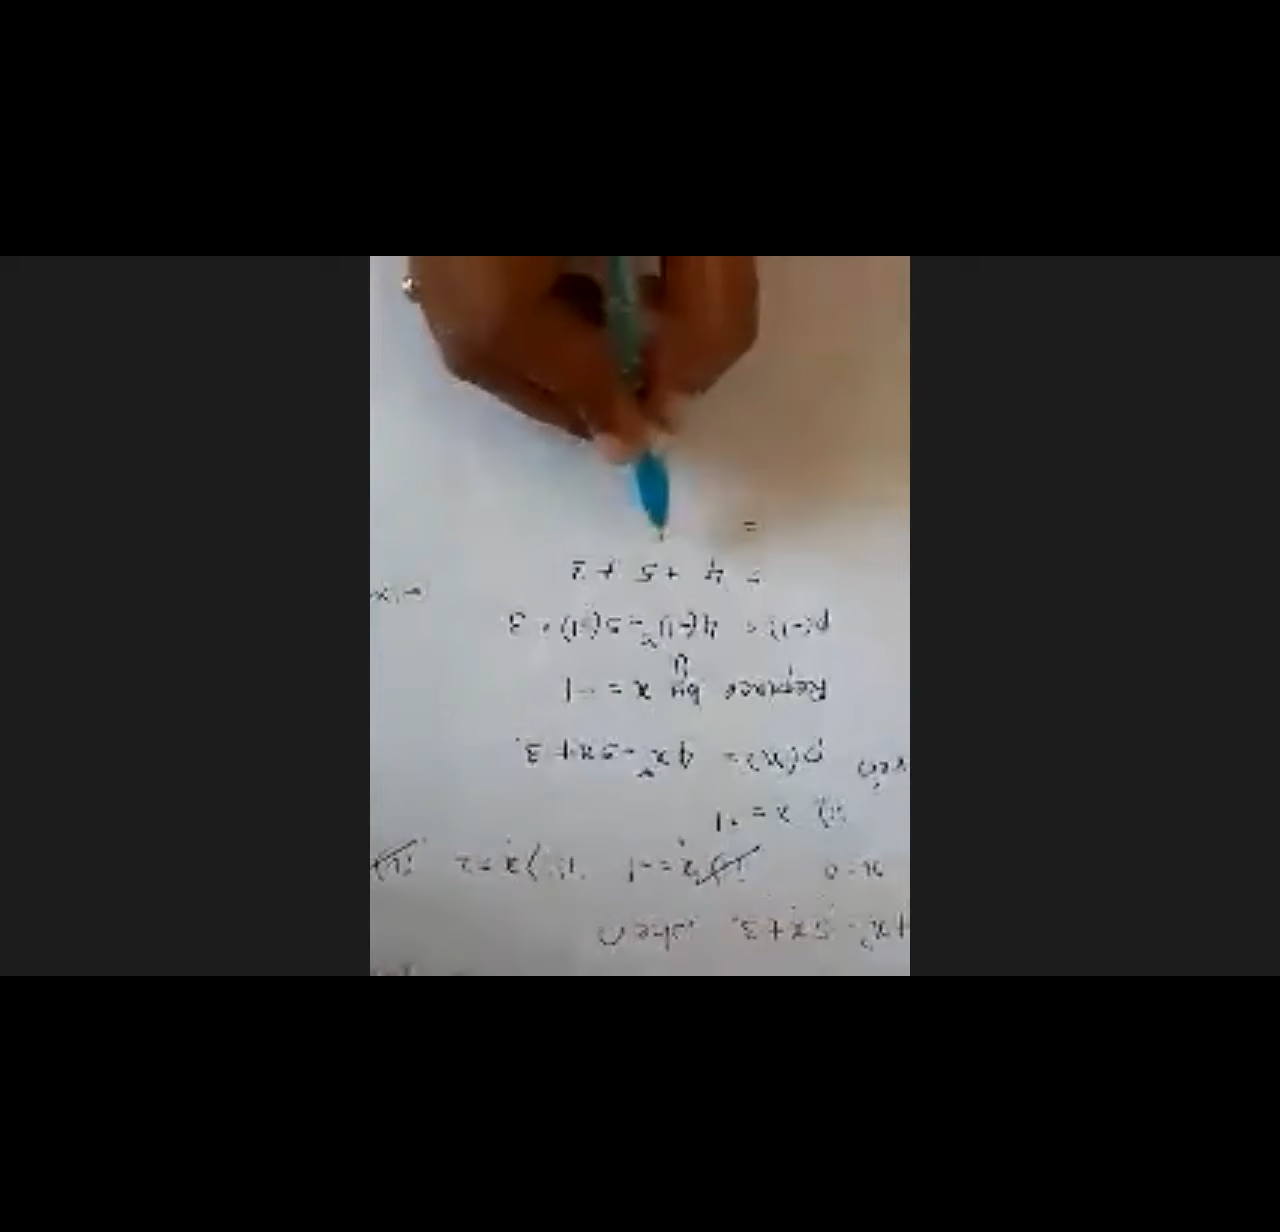 4x² - 5x + 3, when
x = 0 ii) x = -1 iii) x = 2
ii) x = -1
p(x) = 4x² - 5x + 3.
Replace by x = -1
p(-1) = 4(-1)² - 5(-1) + 3
= 4 + 5 + 3
=